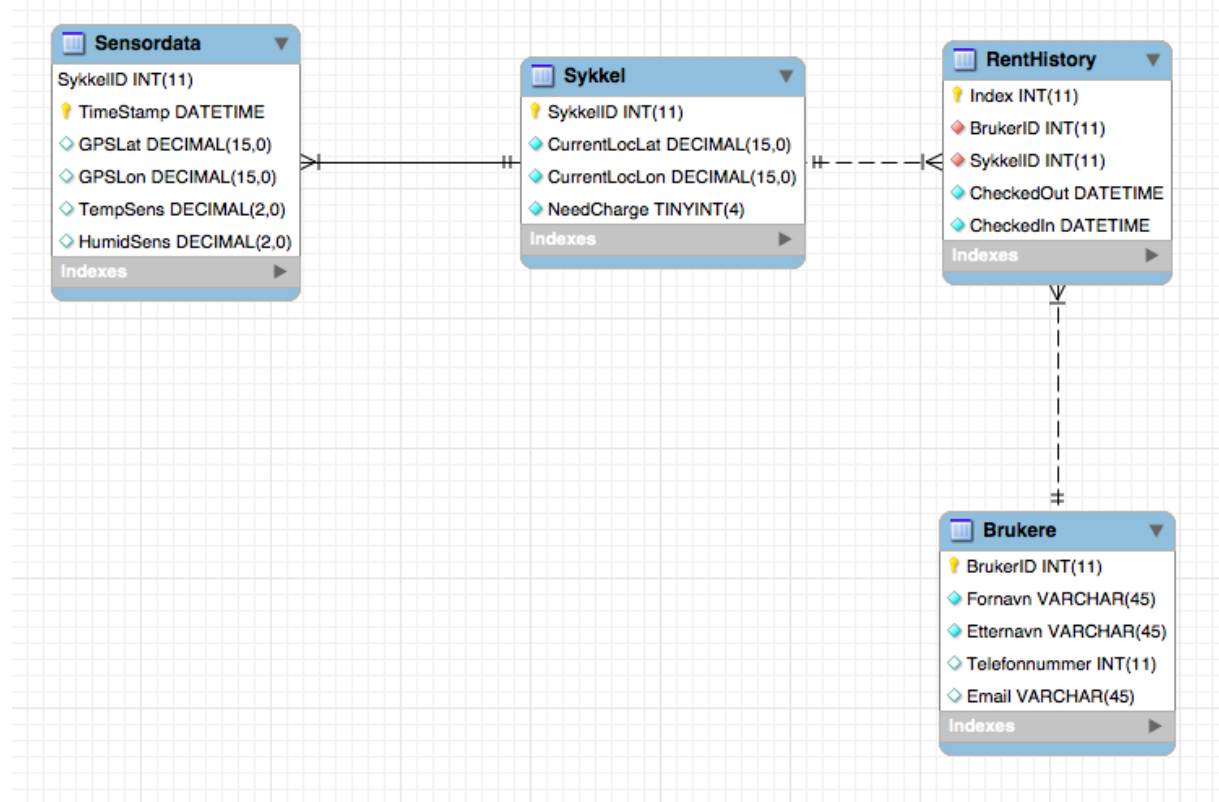 Sensordata
SykkelID INT(11)
TimeStamp DATETIME
GPSLat DECIMAL(15,0)
GPSLon DECIMAL(15,0)
TempSens DECIMAL(2,0)
HumidSens DECIMAL(2,0)
Indexes
Sykkel
SykkelID INT(11)
CurrentLocLat DECIMAL(15,0)
CurrentLocLon DECIMAL(15,0)
NeedCharge TINYINT(4)
Indexes
RentHistory
Index INT(11)
BrukerID INT(11)
SykkelID INT(11)
CheckedOut DATETIME
CheckedIn DATETIME
Indexes
Brukere
BrukerID INT(11)
Fornavn VARCHAR(45)
Etternavn VARCHAR(45)
Telefonnummer INT(11)
Email VARCHAR(45)
Indexes